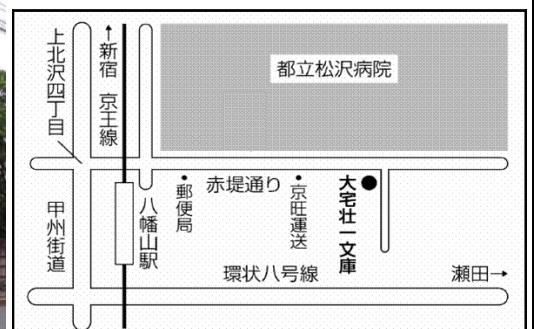 上北沢四丁目
↑新宿 京王線
都立松沢病院
甲州街道
八幡山駅
・郵便局
赤堤通り
・京旺運送
大宅壮一文庫●
環状八号線
瀬田→